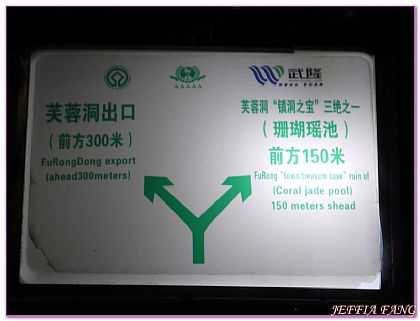 武隆
芙蓉洞出口
（前方300米）
FuRongDong export
(ahead300meters)
芙蓉洞“镇洞之宝”三绝之一
（珊瑚瑶池）
前方150米
FuRong "town treasure cave" ruin of
(Coral jade pool)
150 meters shead
AAAAA
JEFFIA FANG